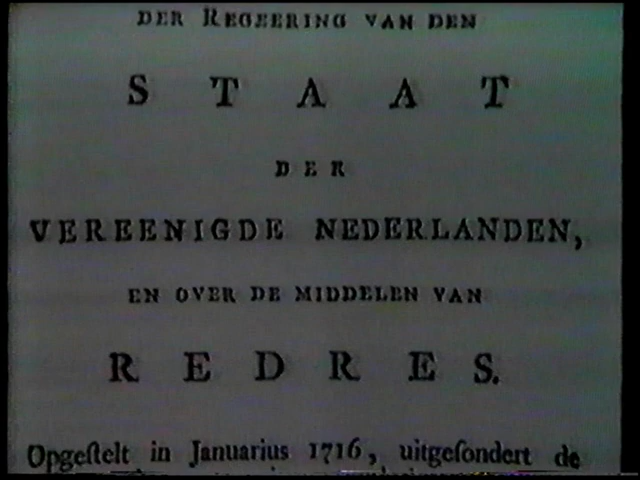 DER REGEERING VAN DEN
STAAT
DER
VEREENIGDE NEDERLANDEN,
EN OVER DE MIDDELEN VAN
REDRES.
Opgeſtelt in Januarius 1716, uitgeſondert de